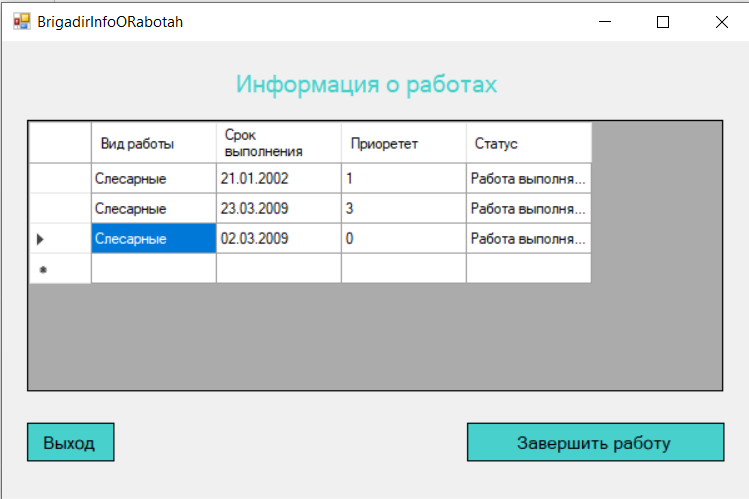 BrigadirInfoORabotah
Информация о работах
Вид работы Срок выполнения Приоретет Статус
Слесарные 21.01.2002 1 Работа выполня...
Слесарные 23.03.2009 3 Работа выполня...
Слесарные 02.03.2009 0 Работа выполня...
Выход Завершить работу